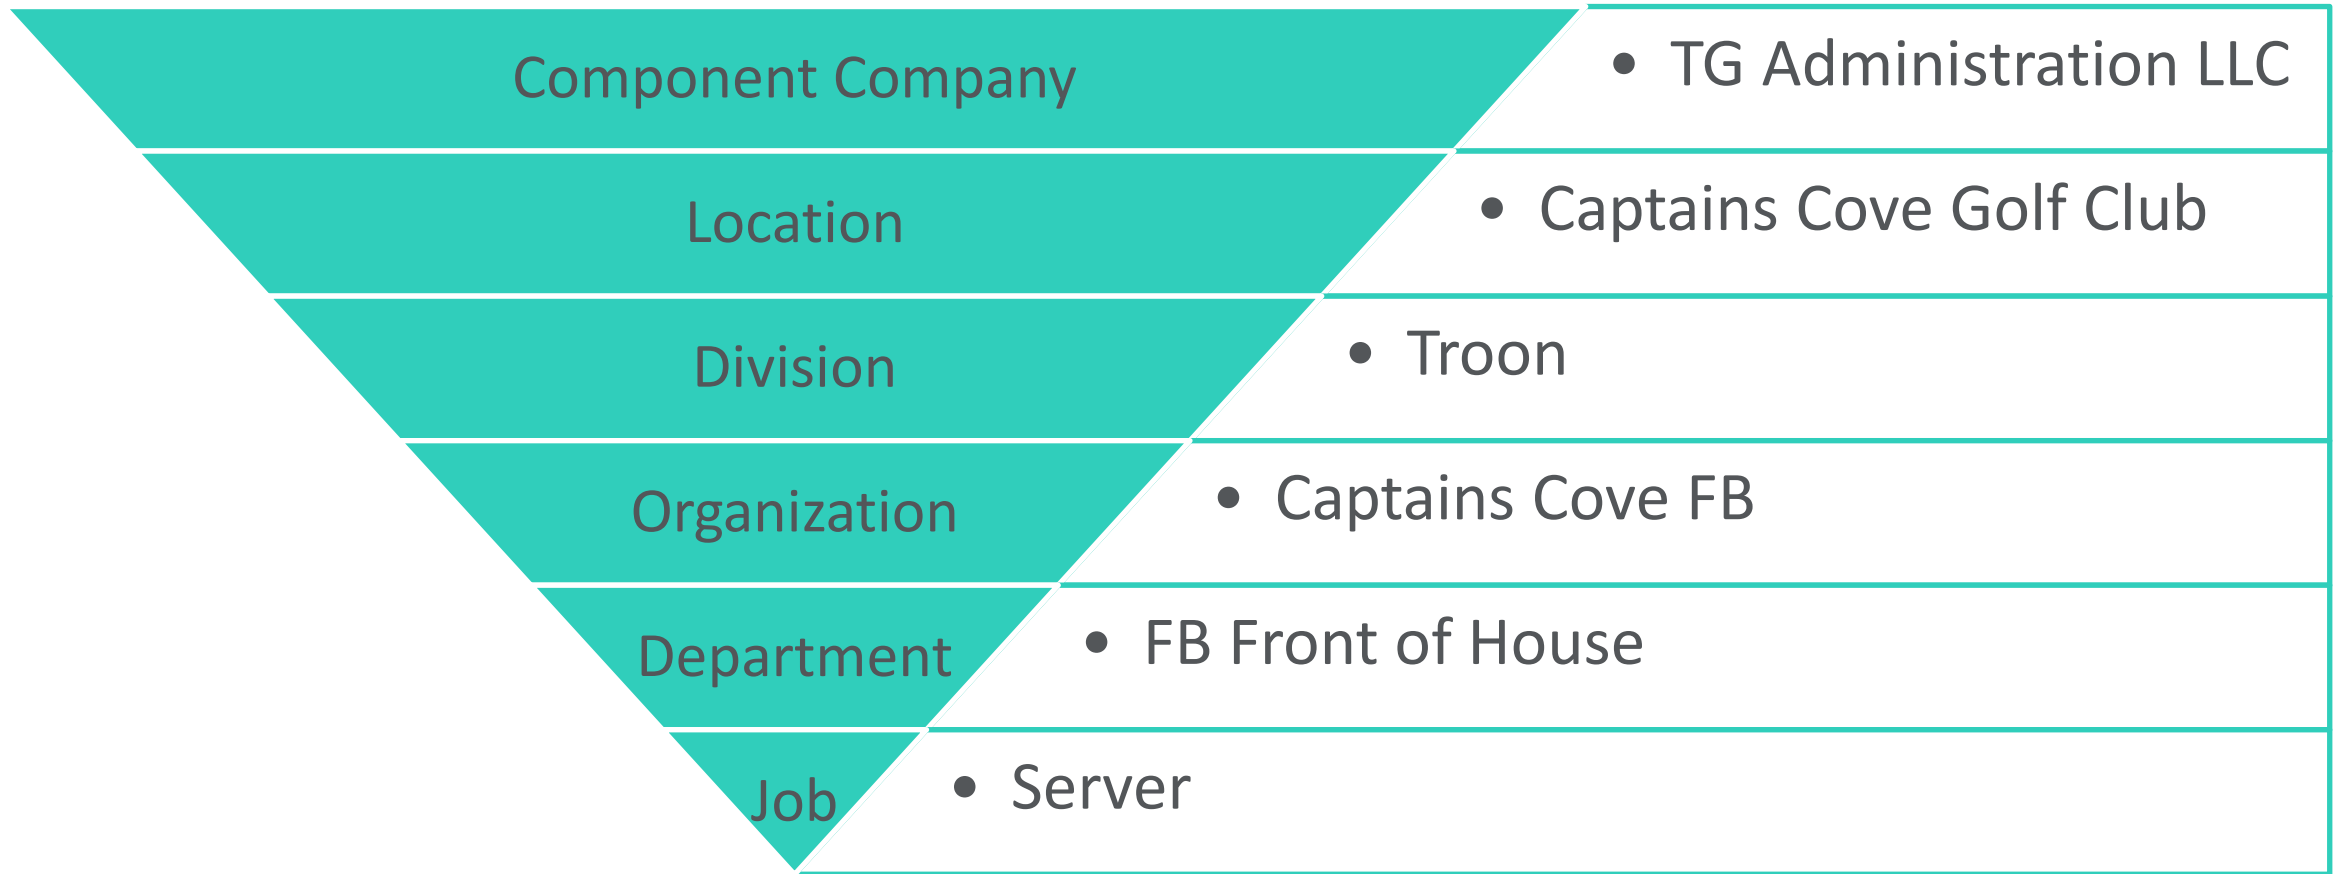 Component Company
• TG Administration LLC
Location
• Captains Cove Golf Club
Division
• Troon
Organization
• Captains Cove FB
Department
• FB Front of House
Job
• Server